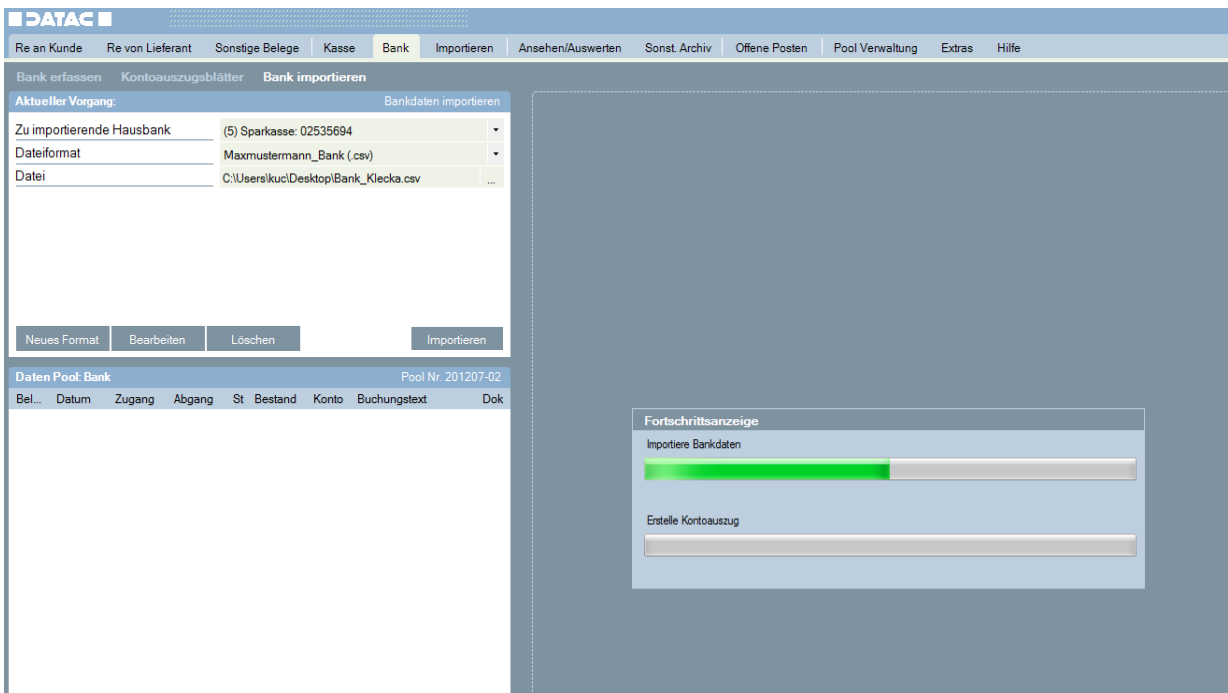 DATAC
Re an Kunde Re von Lieferant Sonstige Belege Kasse Bank Importieren Ansehen/Auswerten Sonst. Archiv Offene Posten Pool Verwaltung Extras Hilfe
Bank erfassen Kontoauszugsblätter Bank importieren
Aktueller Vorgang: Bankdaten importieren
Zu importierende Hausbank (5) Sparkasse: 02535694
Dateiformat Maxmustermann_Bank (.csv)
Datei C:\Users\kuc\Desktop\Bank_Klecka.csv ...
Neues Format Bearbeiten Löschen Importieren
Daten Pool: Bank Pool Nr. 201207-02
Bel... Datum Zugang Abgang St Bestand Konto Buchungstext Dok
Fortschrittsanzeige
Importiere Bankdaten
Erstelle Kontoauszug